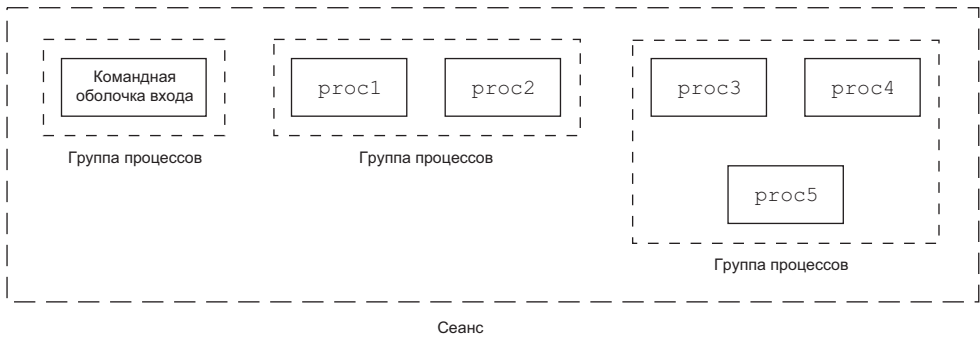 Командная
оболочка входа
proc1
proc2
proc3
proc4
Группа процессов
Группа процессов
proc5
Группа процессов
Сеанс